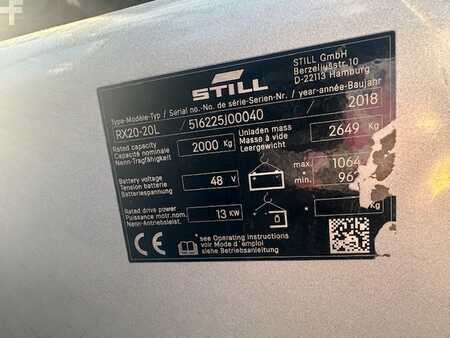 STILL
STILL GmbH
Berzeliusstr. 10
D-22113 Hamburg
Type-Modèle-Typ / Serial no.-No. de série-Serien-Nr. / year-année-Baujahr
RX20-20L / 516225J00040 / 2018
Rated capacity
Capacité nominale
Nenn-Tragfähigkeit
2000 Kg
Unladen mass
Masse à vide
Leergewicht
2649 Kg
Battery voltage
Tension batterie
Batteriespannung
48 V
max. 1064
min.
Rated drive power
Puissance motr.nom.
Nenn-Antriebsleist.
13 KW
Kg
CE
see Operating instructions
voir Mode d'emploi
siehe Betriebsanleitung